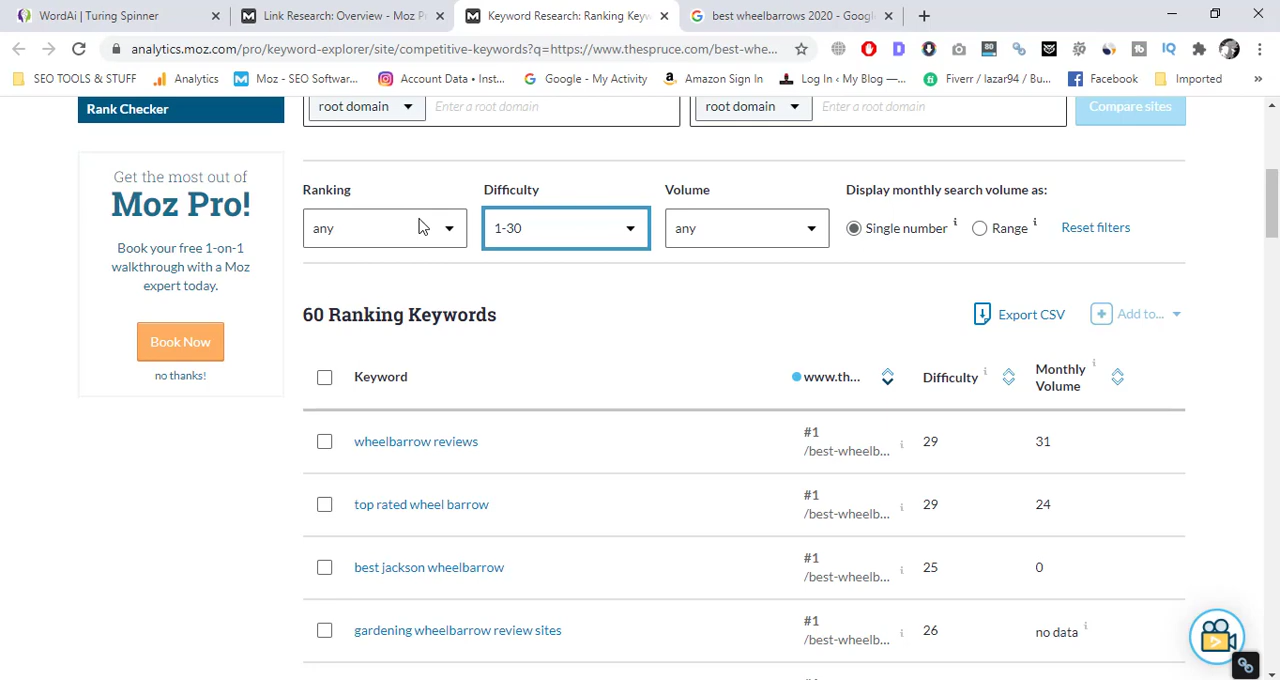 WordAi | Turing Spinner
Link Research: Overview - Moz P
Keyword Research: Ranking Key
best wheelbarrows 2020 - Goog
analytics.moz.com/pro/keyword-explorer/site/competitive-keywords?q=https://www.thespruce.com/best-whe...
SEO TOOLS & STUFF
Analytics
Moz - SEO Softwar...
Account Data • Inst...
Google - My Activity
Amazon Sign In
Log In ‹ My Blog —...
Fiverr / lazar94 / Bu...
Facebook
Imported
»
80
IQ
Rank Checker
root domain
Enter a root domain
root domain
Enter a root domain
Compare sites
Get the most out of
Moz Pro!
Book your free 1-on-1
walkthrough with a Moz
expert today.
Book Now
no thanks!
Ranking
Difficulty
Volume
Display monthly search volume as:
any
1-30
any
Single number
Range
Reset filters
60 Ranking Keywords
Export CSV
Add to...
Keyword
www.th...
Difficulty
Monthly
Volume
wheelbarrow reviews
#1
/best-wheelb...
29
31
top rated wheel barrow
#1
/best-wheelb...
29
24
best jackson wheelbarrow
#1
/best-wheelb...
25
0
gardening wheelbarrow review sites
#1
/best-wheelb...
26
no data